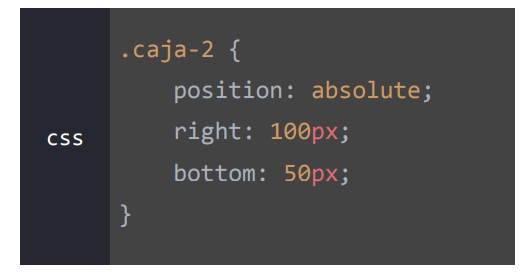 css
.caja-2 {
    position: absolute;
    right: 100px;
    bottom: 50px;
}